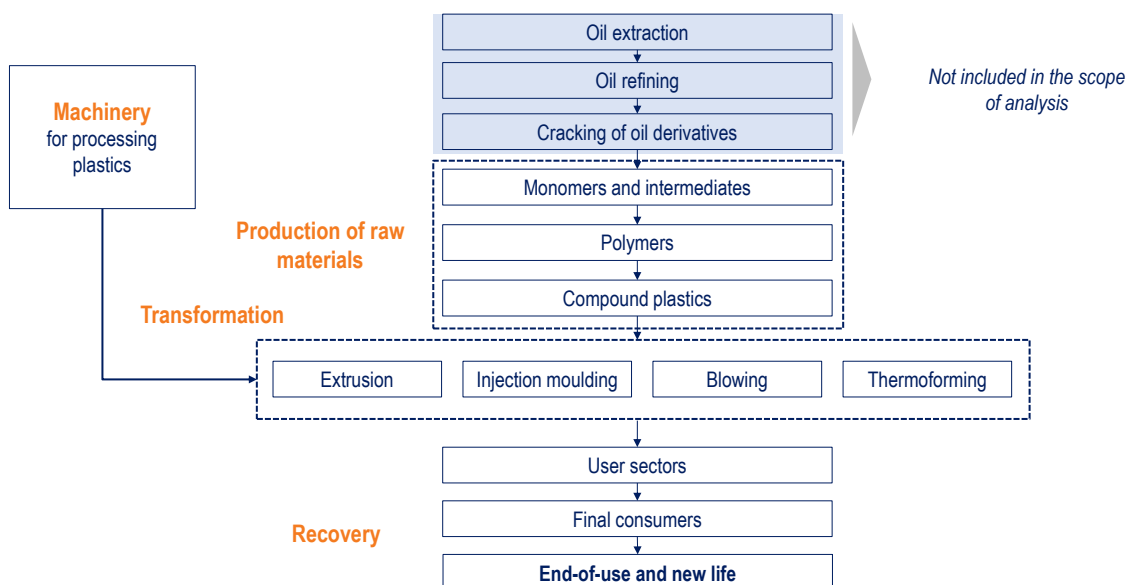 Oil extraction
Oil refining
Cracking of oil derivatives
Not included in the scope
of analysis
Machinery
for processing
plastics
Monomers and intermediates
Production of raw
materials
Polymers
Compound plastics
Transformation
Extrusion
Injection moulding
Blowing
Thermoforming
User sectors
Final consumers
Recovery
End-of-use and new life